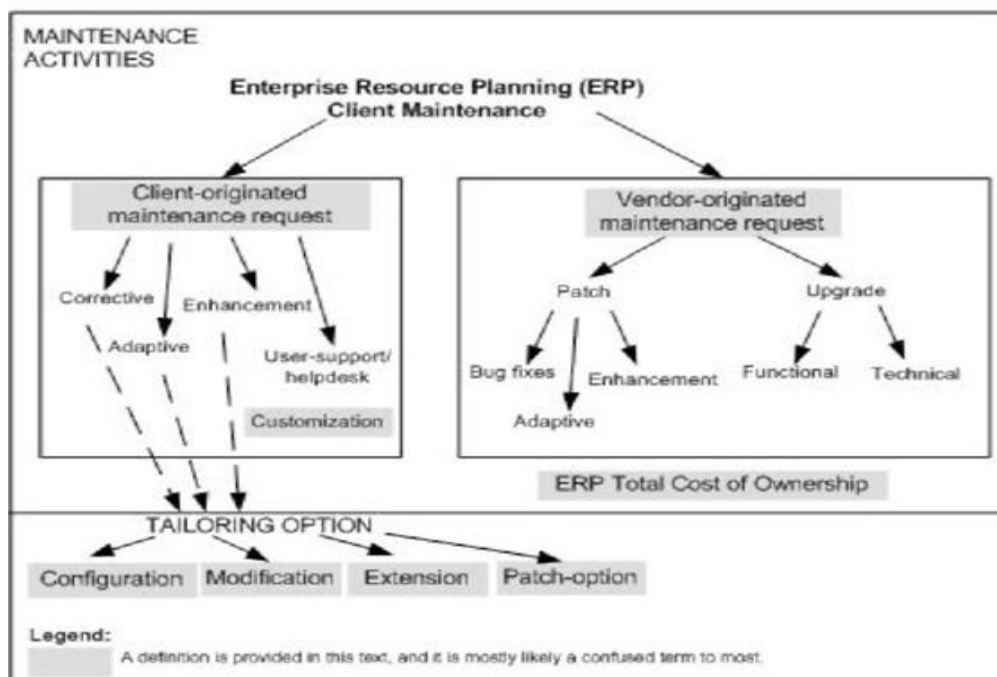 MAINTENANCE
ACTIVITIES
Enterprise Resource Planning (ERP)
Client Maintenance
Client-originated
maintenance request
Corrective
Enhancement
Adaptive
User-support/
helpdesk
Customization
Vendor-originated
maintenance request
Patch
Upgrade
Bug fixes
Enhancement
Functional
Technical
Adaptive
ERP Total Cost of Ownership
TAILORING OPTION
Configuration
Modification
Extension
Patch-option
Legend:
A definition is provided in this text, and it is mostly likely a confused term to most.